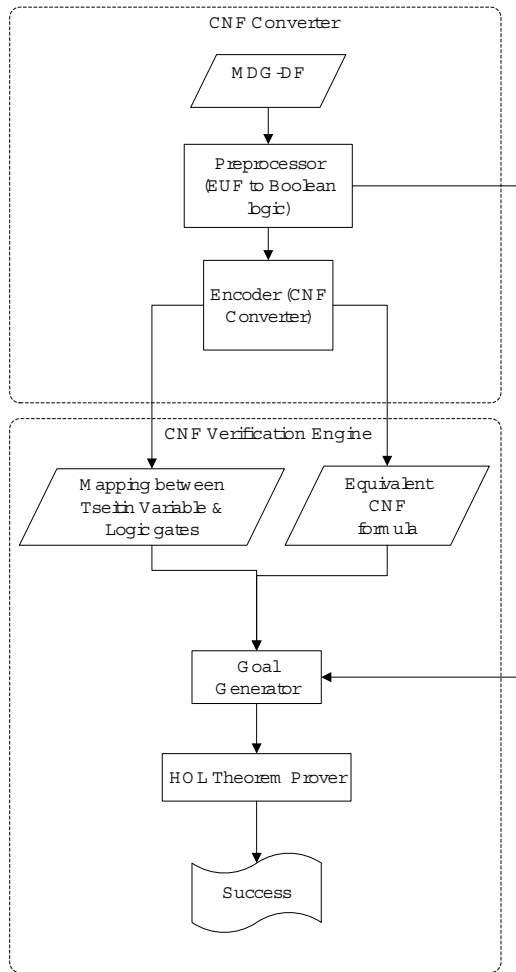 CNF Converter
MDG-DF
Preprocessor
(EUF to Boolean
logic)
Encoder (CNF
Converter)
CNF Verification Engine
Mapping between
Tseitin Variable &
Logic gates
Equivalent
CNF
formula
Goal
Generator
HOL Theorem Prover
Success